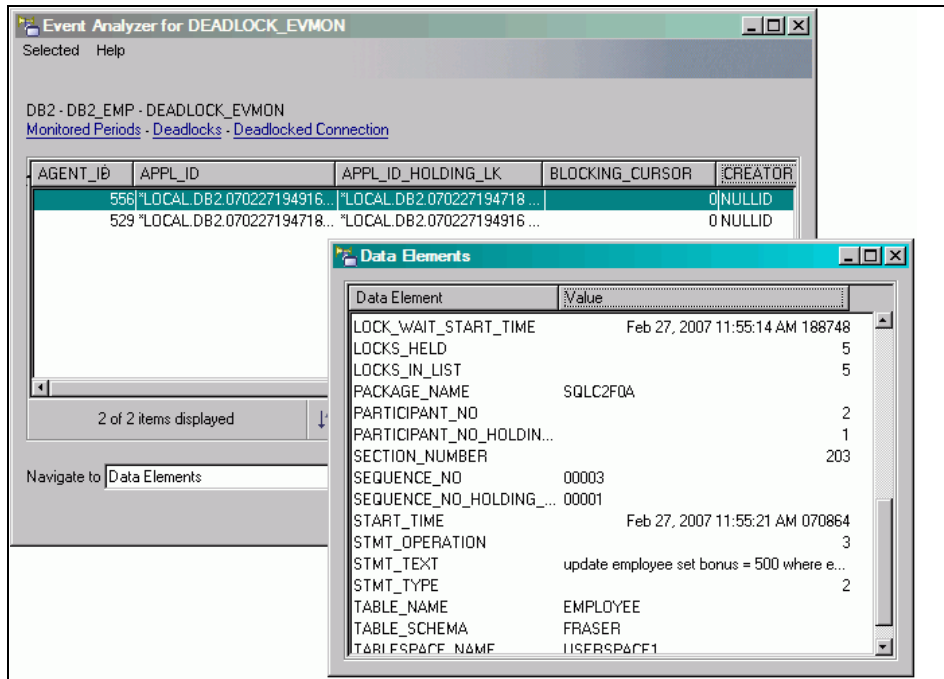 Event Analyzer for DEADLOCK_EVMON
Selected Help
DB2 - DB2_EMP - DEADLOCK_EVMON
Monitored Periods - Deadlocks - Deadlocked Connection
AGENT_ID APPL_ID APPL_ID_HOLDING_LK BLOCKING_CURSOR CREATOR
556 *LOCAL.DB2.070227194916... *LOCAL.DB2.070227194718 ... 0 NULLID
529 *LOCAL.DB2.070227194718... *LOCAL.DB2.070227194916 ... 0 NULLID
2 of 2 items displayed
Navigate to Data Elements
Data Elements
Data Element Value
LOCK_WAIT_START_TIME Feb 27, 2007 11:55:14 AM 188748
LOCKS_HELD 5
LOCKS_IN_LIST 5
PACKAGE_NAME SQLC2F0A
PARTICIPANT_NO 2
PARTICIPANT_NO_HOLDIN... 1
SECTION_NUMBER 203
SEQUENCE_NO 00003
SEQUENCE_NO_HOLDING_... 00001
START_TIME Feb 27, 2007 11:55:21 AM 070864
STMT_OPERATION 3
STMT_TEXT update employee set bonus = 500 where e...
STMT_TYPE 2
TABLE_NAME EMPLOYEE
TABLE_SCHEMA FRASER
TABLESPACE_NAME USERSPACE1